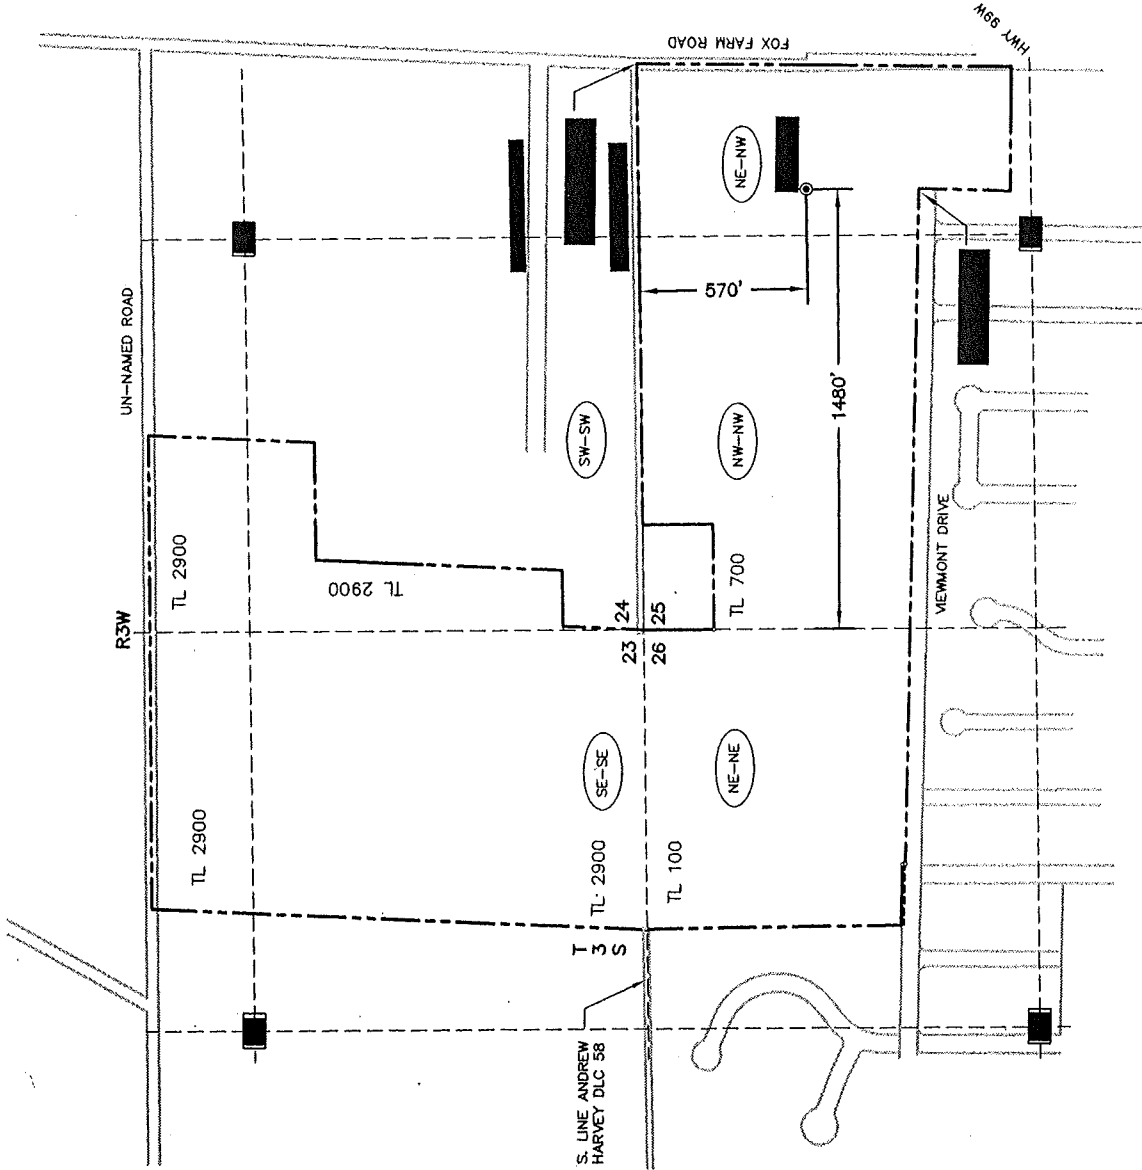 HWY 99W
FOX FARM ROAD
NE-NW
570'
UN-NAMED ROAD
1480'
SW-SW
NW-NW
VIEWMONT DRIVE
TL 2900
TL 2900
TL 700
R3W
24
25
23
26
SE-SE
NE-NE
TL 2900
TL 2900
TL 100
T
3
S
S. LINE ANDREW
HARVEY DLC 58